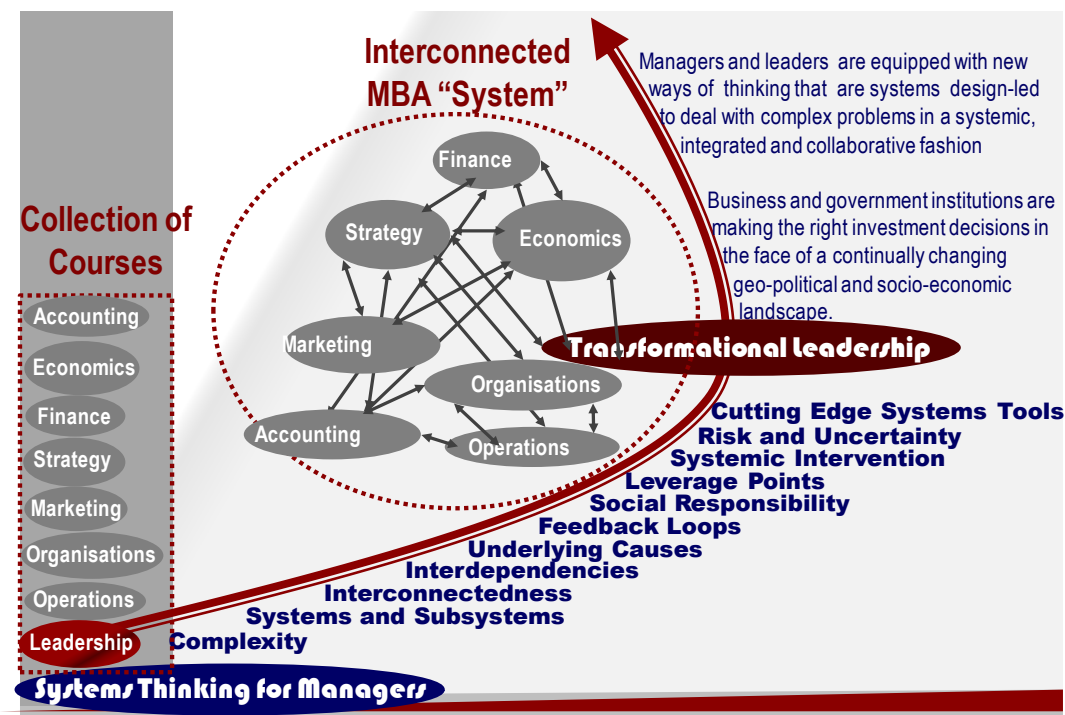 Interconnected
MBA “System”
Managers and leaders are equipped with new
ways of thinking that are systems design-led
to deal with complex problems in a systemic,
integrated and collaborative fashion
Business and government institutions are
making the right investment decisions in
the face of a continually changing
geo-political and socio-economic
landscape.
Collection of
Courses
Accounting
Economics
Finance
Strategy
Marketing
Organisations
Operations
Leadership
Finance
Strategy
Economics
Marketing
Organisations
Accounting
Operations
Transformational Leadership
Cutting Edge Systems Tools
Risk and Uncertainty
Systemic Intervention
Leverage Points
Social Responsibility
Feedback Loops
Underlying Causes
Interdependencies
Interconnectedness
Systems and Subsystems
Complexity
Systems Thinking for Managers